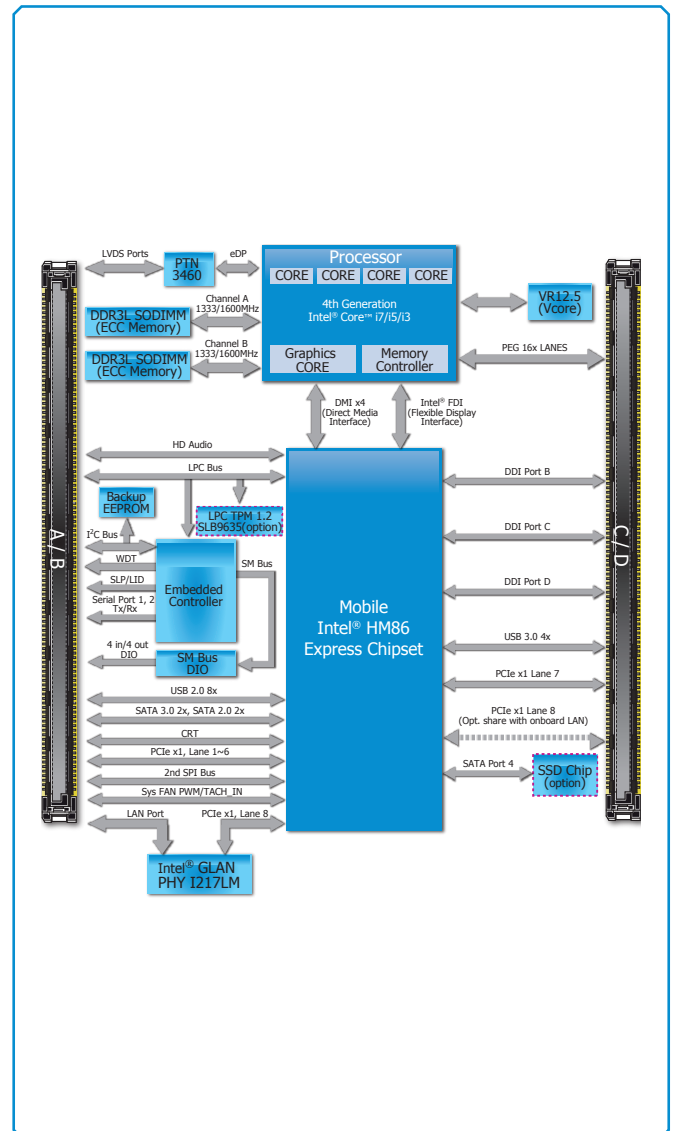 Processor
CORE CORE CORE CORE
4th Generation
Intel® Core™ i7/i5/i3
Graphics
CORE
Memory
Controller
LVDS Ports
PTN
3460
eDP
Channel A
1333/1600MHz
DDR3L SODIMM
(ECC Memory)
Channel B
1333/1600MHz
DDR3L SODIMM
(ECC Memory)
VR12.5
(Vcore)
PEG 16x LANES
DMI x4
(Direct Media
Interface)
Intel® FDI
(Flexible Display
Interface)
HD Audio
LPC Bus
Backup
EEPROM
LPC TPM 1.2
SLB9635(option)
I²C Bus
WDT
SLP/LID
Serial Port 1, 2
Tx/Rx
Embedded
Controller
SM Bus
4 in/4 out
DIO
SM Bus
DIO
USB 2.0 8x
SATA 3.0 2x, SATA 2.0 2x
CRT
PCIe x1, Lane 1~6
2nd SPI Bus
Sys FAN PWM/TACH_IN
LAN Port
PCIe x1, Lane 8
Intel® GLAN
PHY I217LM
Mobile
Intel® HM86
Express Chipset
DDI Port B
DDI Port C
DDI Port D
USB 3.0 4x
PCIe x1 Lane 7
PCIe x1 Lane 8
(Opt. share with onboard LAN)
SATA Port 4
SSD Chip
(option)
A / B
C / D